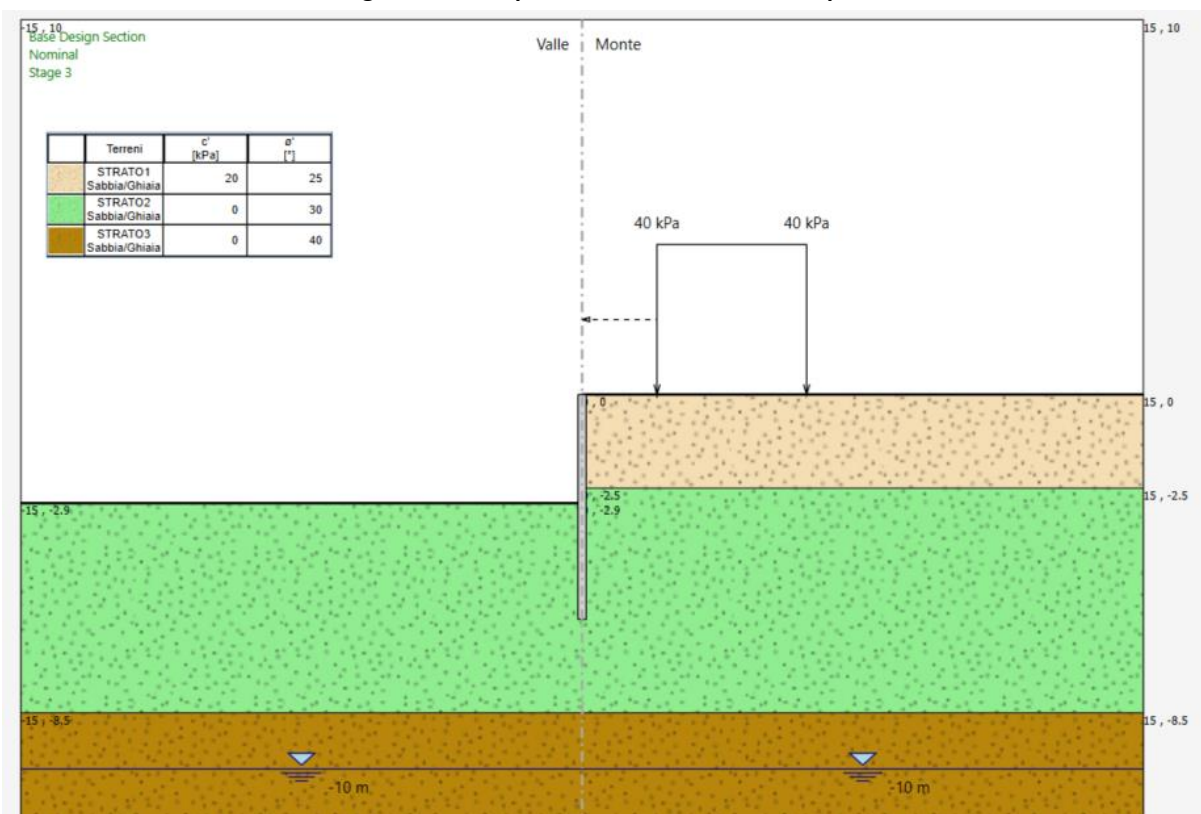 -15 , 10
15 , 10
Base Design Section
Nominal
Stage 3
Valle
Monte
Terreni
c'
[kPa]
ø'
[°]
STRATO1
Sabbia/Ghiaia
20
25
STRATO2
Sabbia/Ghiaia
0
30
STRATO3
Sabbia/Ghiaia
0
40
40 kPa
40 kPa
, 0
15 , 0
, -2.5
15 , -2.5
-15 , -2.9
, -2.9
-15 , -8.5
15 , -8.5
-10 m
-10 m